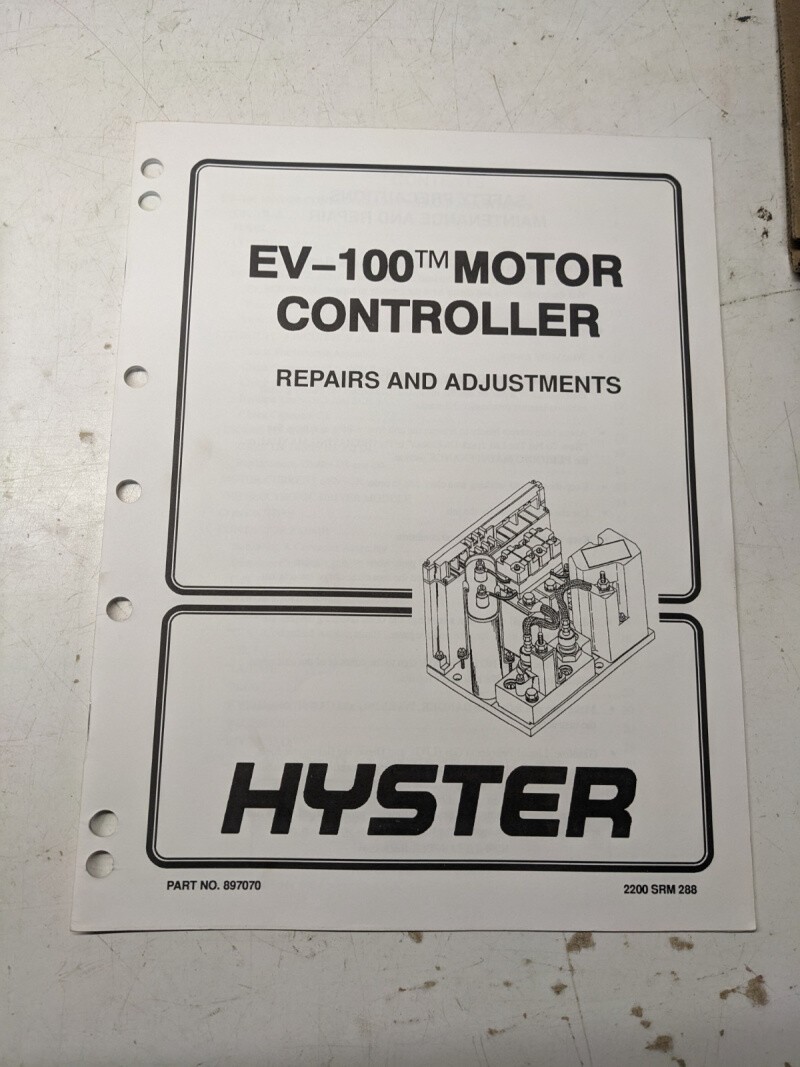 EV–100™ MOTOR
CONTROLLER
REPAIRS AND ADJUSTMENTS
HYSTER
PART NO. 897070
2200 SRM 288